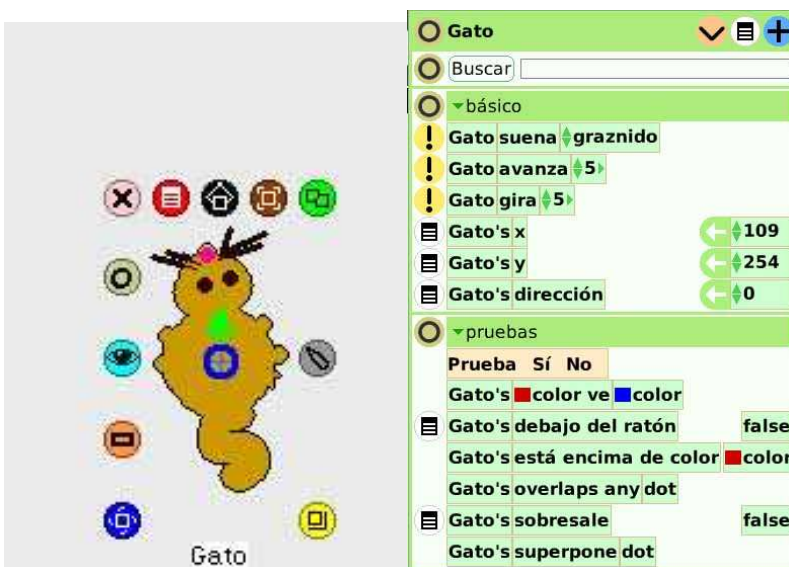 Gato
Gato
Buscar
básico
Gato suena graznido
Gato avanza 5
Gato gira 5
Gato's x 109
Gato's y 254
Gato's dirección 0
pruebas
Prueba Sí No
Gato's color ve color
Gato's debajo del ratón false
Gato's está encima de color color
Gato's overlaps any dot
Gato's sobresale false
Gato's superpone dot